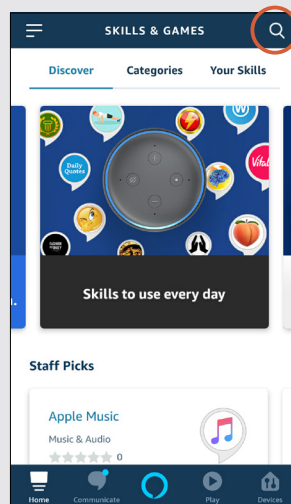 SKILLS & GAMES
Discover Categories Your Skills
W
Daily
Quotes
Vital
Skills to use every day
Staff Picks
Apple Music
Music & Audio
0
Home Communicate Play Devices